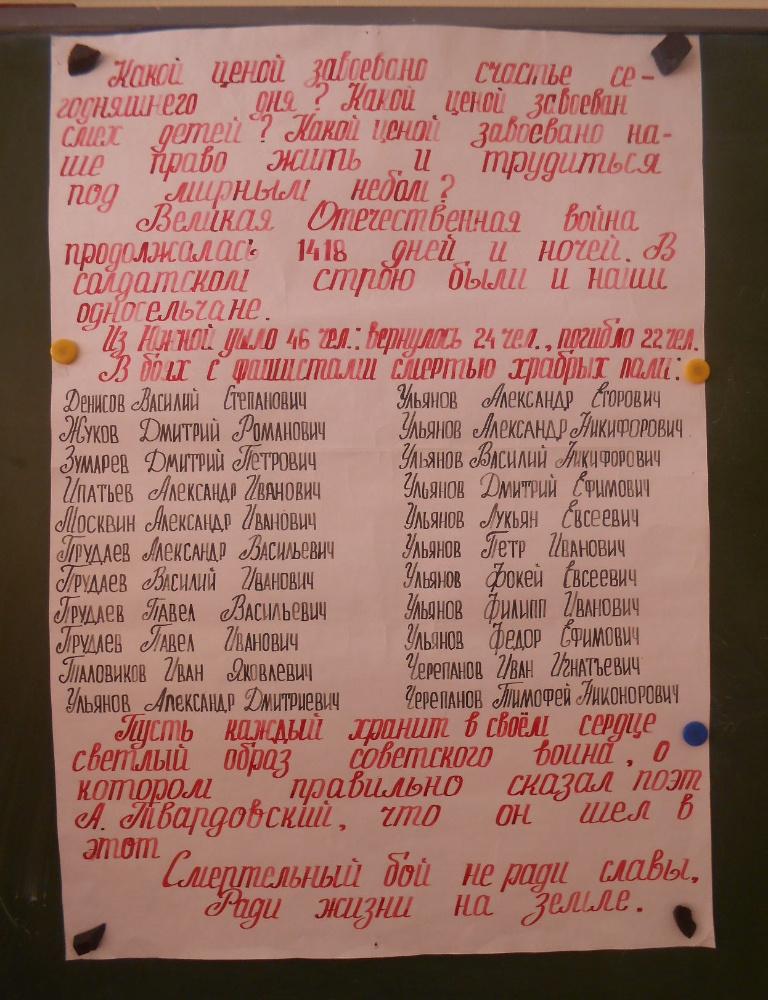 Какой ценой завоевано счастье се-
годняшнего дня? Какой ценой завоеван
смех детей? Какой ценой завоевано на-
ше право жить и трудиться
под мирным небом?
Великая Отечественная война
продолжалась 1418 дней и ночей. В
солдатском строю были и наши
односельчане.
Из Южной ушло 46 чел.: вернулось 24 чел., погибло 22 чел.
В боях с фашистами смертью храбрых пали:
Денисов Василий Степанович
Жуков Дмитрий Романович
Зумарев Дмитрий Петрович
Ипатьев Александр Иванович
Москвин Александр Иванович
Прудаев Александр Васильевич
Прудаев Василий Иванович
Прудаев Павел Васильевич
Прудаев Павел Иванович
Таловиков Иван Яковлевич
Ульянов Александр Дмитриевич
Ульянов Александр Егорович
Ульянов Александр Никифорович
Ульянов Василий Никифорович
Ульянов Дмитрий Ефимович
Ульянов Лукьян Евсеевич
Ульянов Петр Иванович
Ульянов Фокей Евсеевич
Ульянов Филипп Иванович
Ульянов Федор Ефимович
Черепанов Иван Игнатьевич
Черепанов Тимофей Никонорович
Пусть каждый хранит в своём сердце
светлый образ советского воина, о
котором правильно сказал поэт
А. Твардовский, что он шел в
этот
Смертельный бой не ради славы,
Ради жизни на земле.